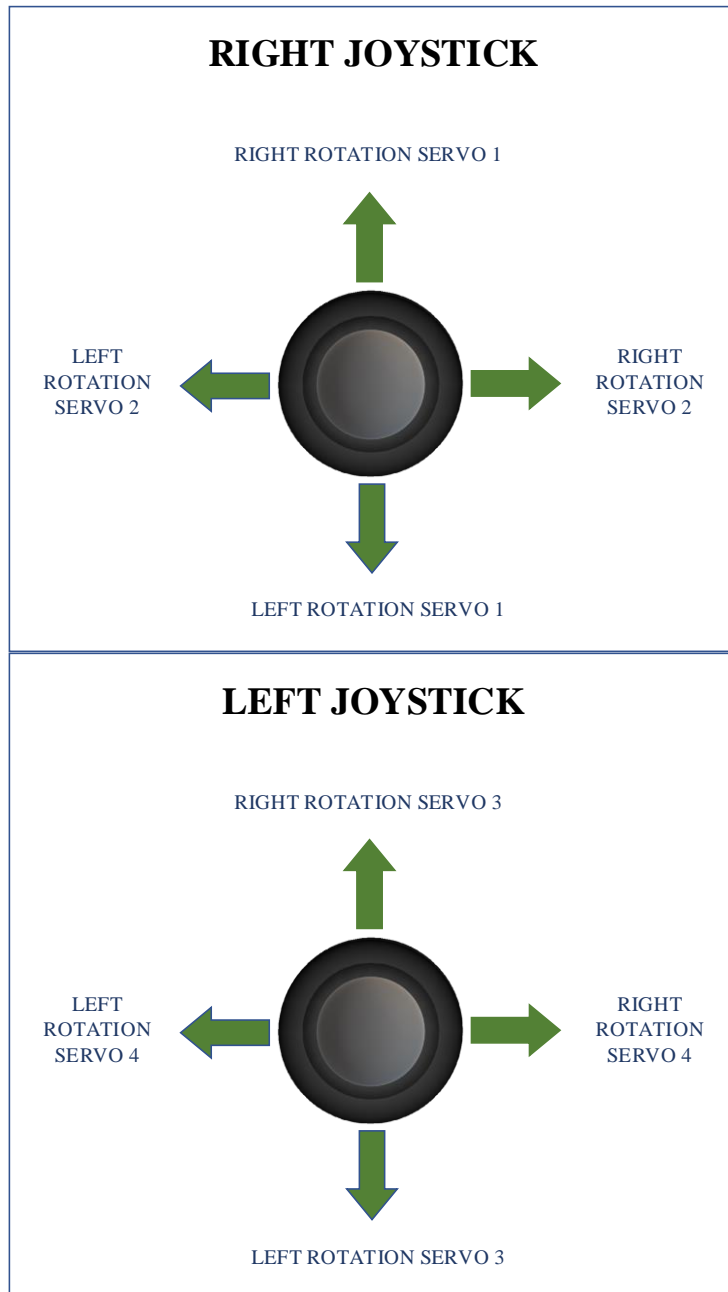 RIGHT JOYSTICK
RIGHT ROTATION SERVO 1
LEFT
ROTATION
SERVO 2
RIGHT
ROTATION
SERVO 2
LEFT ROTATION SERVO 1
LEFT JOYSTICK
RIGHT ROTATION SERVO 3
LEFT
ROTATION
SERVO 4
RIGHT
ROTATION
SERVO 4
LEFT ROTATION SERVO 3